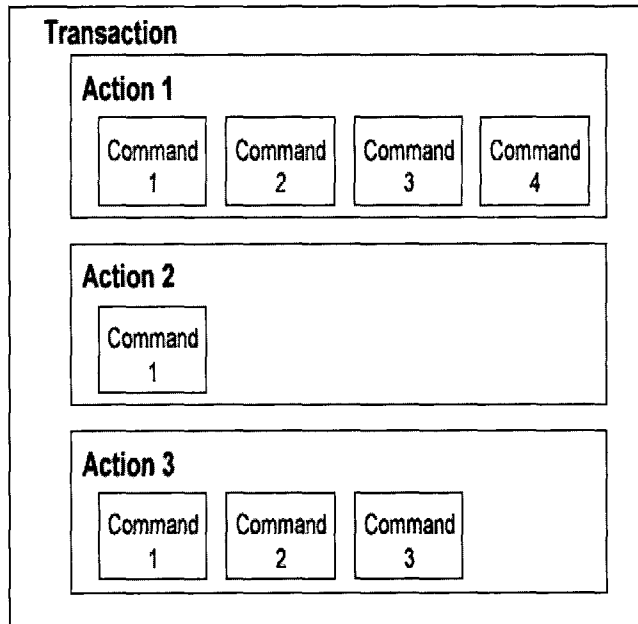 Transaction
Action 1
Command Command Command Command
1 2 3 4
Action 2
Command
1
Action 3
Command Command Command
1 2 3